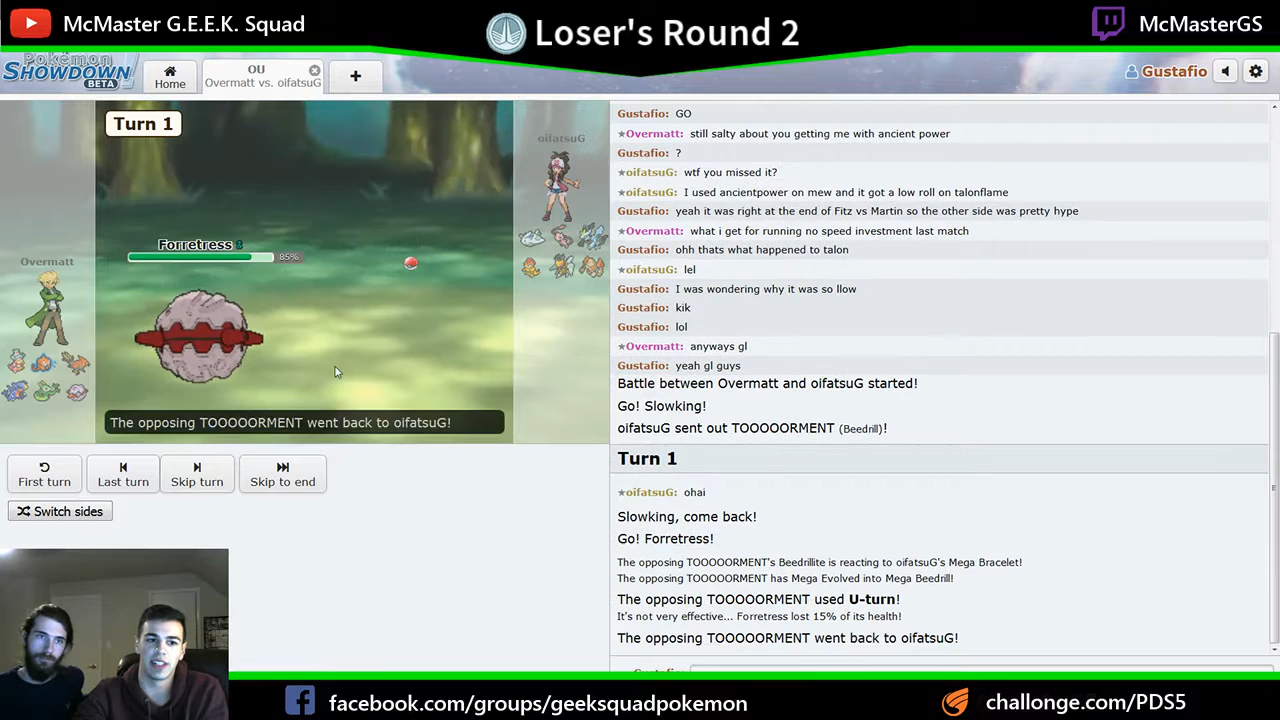 McMaster G.E.E.K. Squad
Loser's Round 2
McMasterGS
Pokémon
SHOWDOWN
BETA
Home
OU
Overmatt vs. oifatsuG
+
Gustafio
Turn 1
Forretress
85%
Overmatt
oifatsuG
The opposing TOOOOORMENT went back to oifatsuG!
First turn
Last turn
Skip turn
Skip to end
Switch sides
Gustafio: GO
★Overmatt: still salty about you getting me with ancient power
Gustafio: ?
★oifatsuG: wtf you missed it?
★oifatsuG: I used ancientpower on mew and it got a low roll on talonflame
Gustafio: yeah it was right at the end of Fitz vs Martin so the other side was pretty hype
★Overmatt: what i get for running no speed investment last match
Gustafio: ohh thats what happened to talon
★oifatsuG: lel
Gustafio: I was wondering why it was so llow
Gustafio: kik
Gustafio: lol
★Overmatt: anyways gl
Gustafio: yeah gl guys
Battle between Overmatt and oifatsuG started!
Go! Slowking!
oifatsuG sent out TOOOOORMENT (Beedrill)!
Turn 1
★oifatsuG: ohai
Slowking, come back!
Go! Forretress!
The opposing TOOOOORMENT's Beedrillite is reacting to oifatsuG's Mega Bracelet!
The opposing TOOOOORMENT has Mega Evolved into Mega Beedrill!
The opposing TOOOOORMENT used U-turn!
It's not very effective... Forretress lost 15% of its health!
The opposing TOOOOORMENT went back to oifatsuG!
Gustafio:
facebook.com/groups/geeksquadpokemon
challonge.com/PDS5